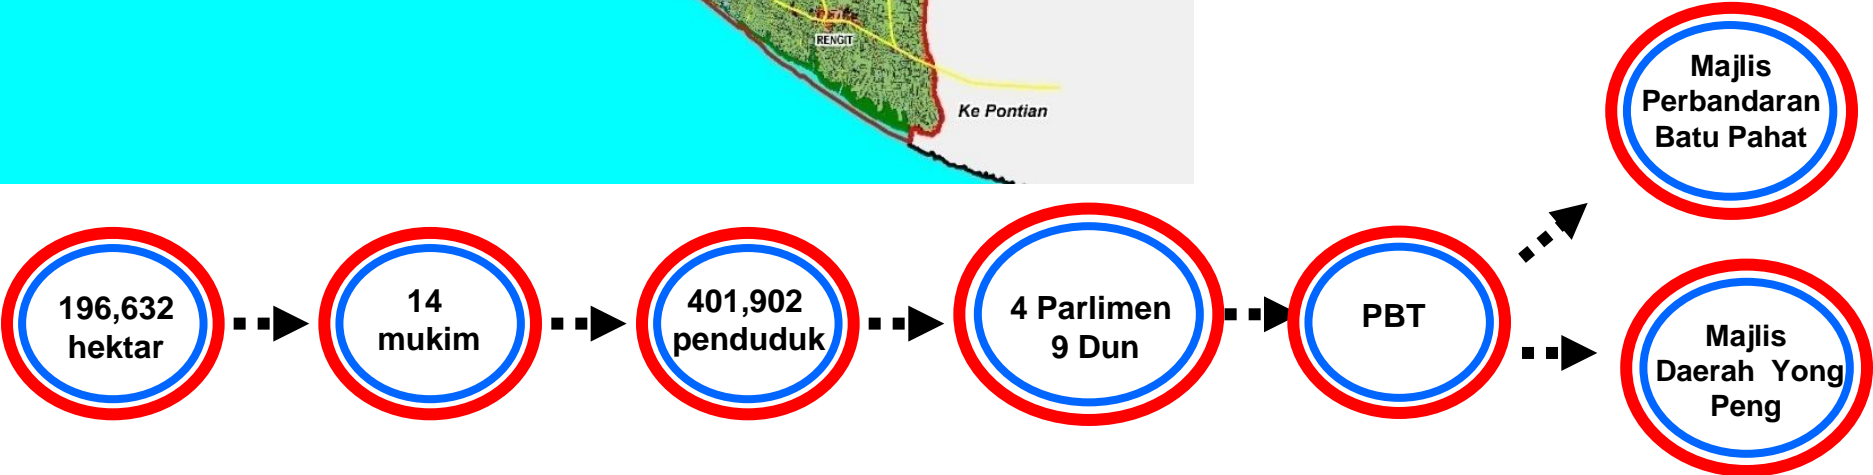 RENGIT
Ke Pontian
Majlis
Perbandaran
Batu Pahat
196,632
hektar
14
mukim
401,902
penduduk
4 Parlimen
9 Dun
PBT
Majlis
Daerah Yong
Peng